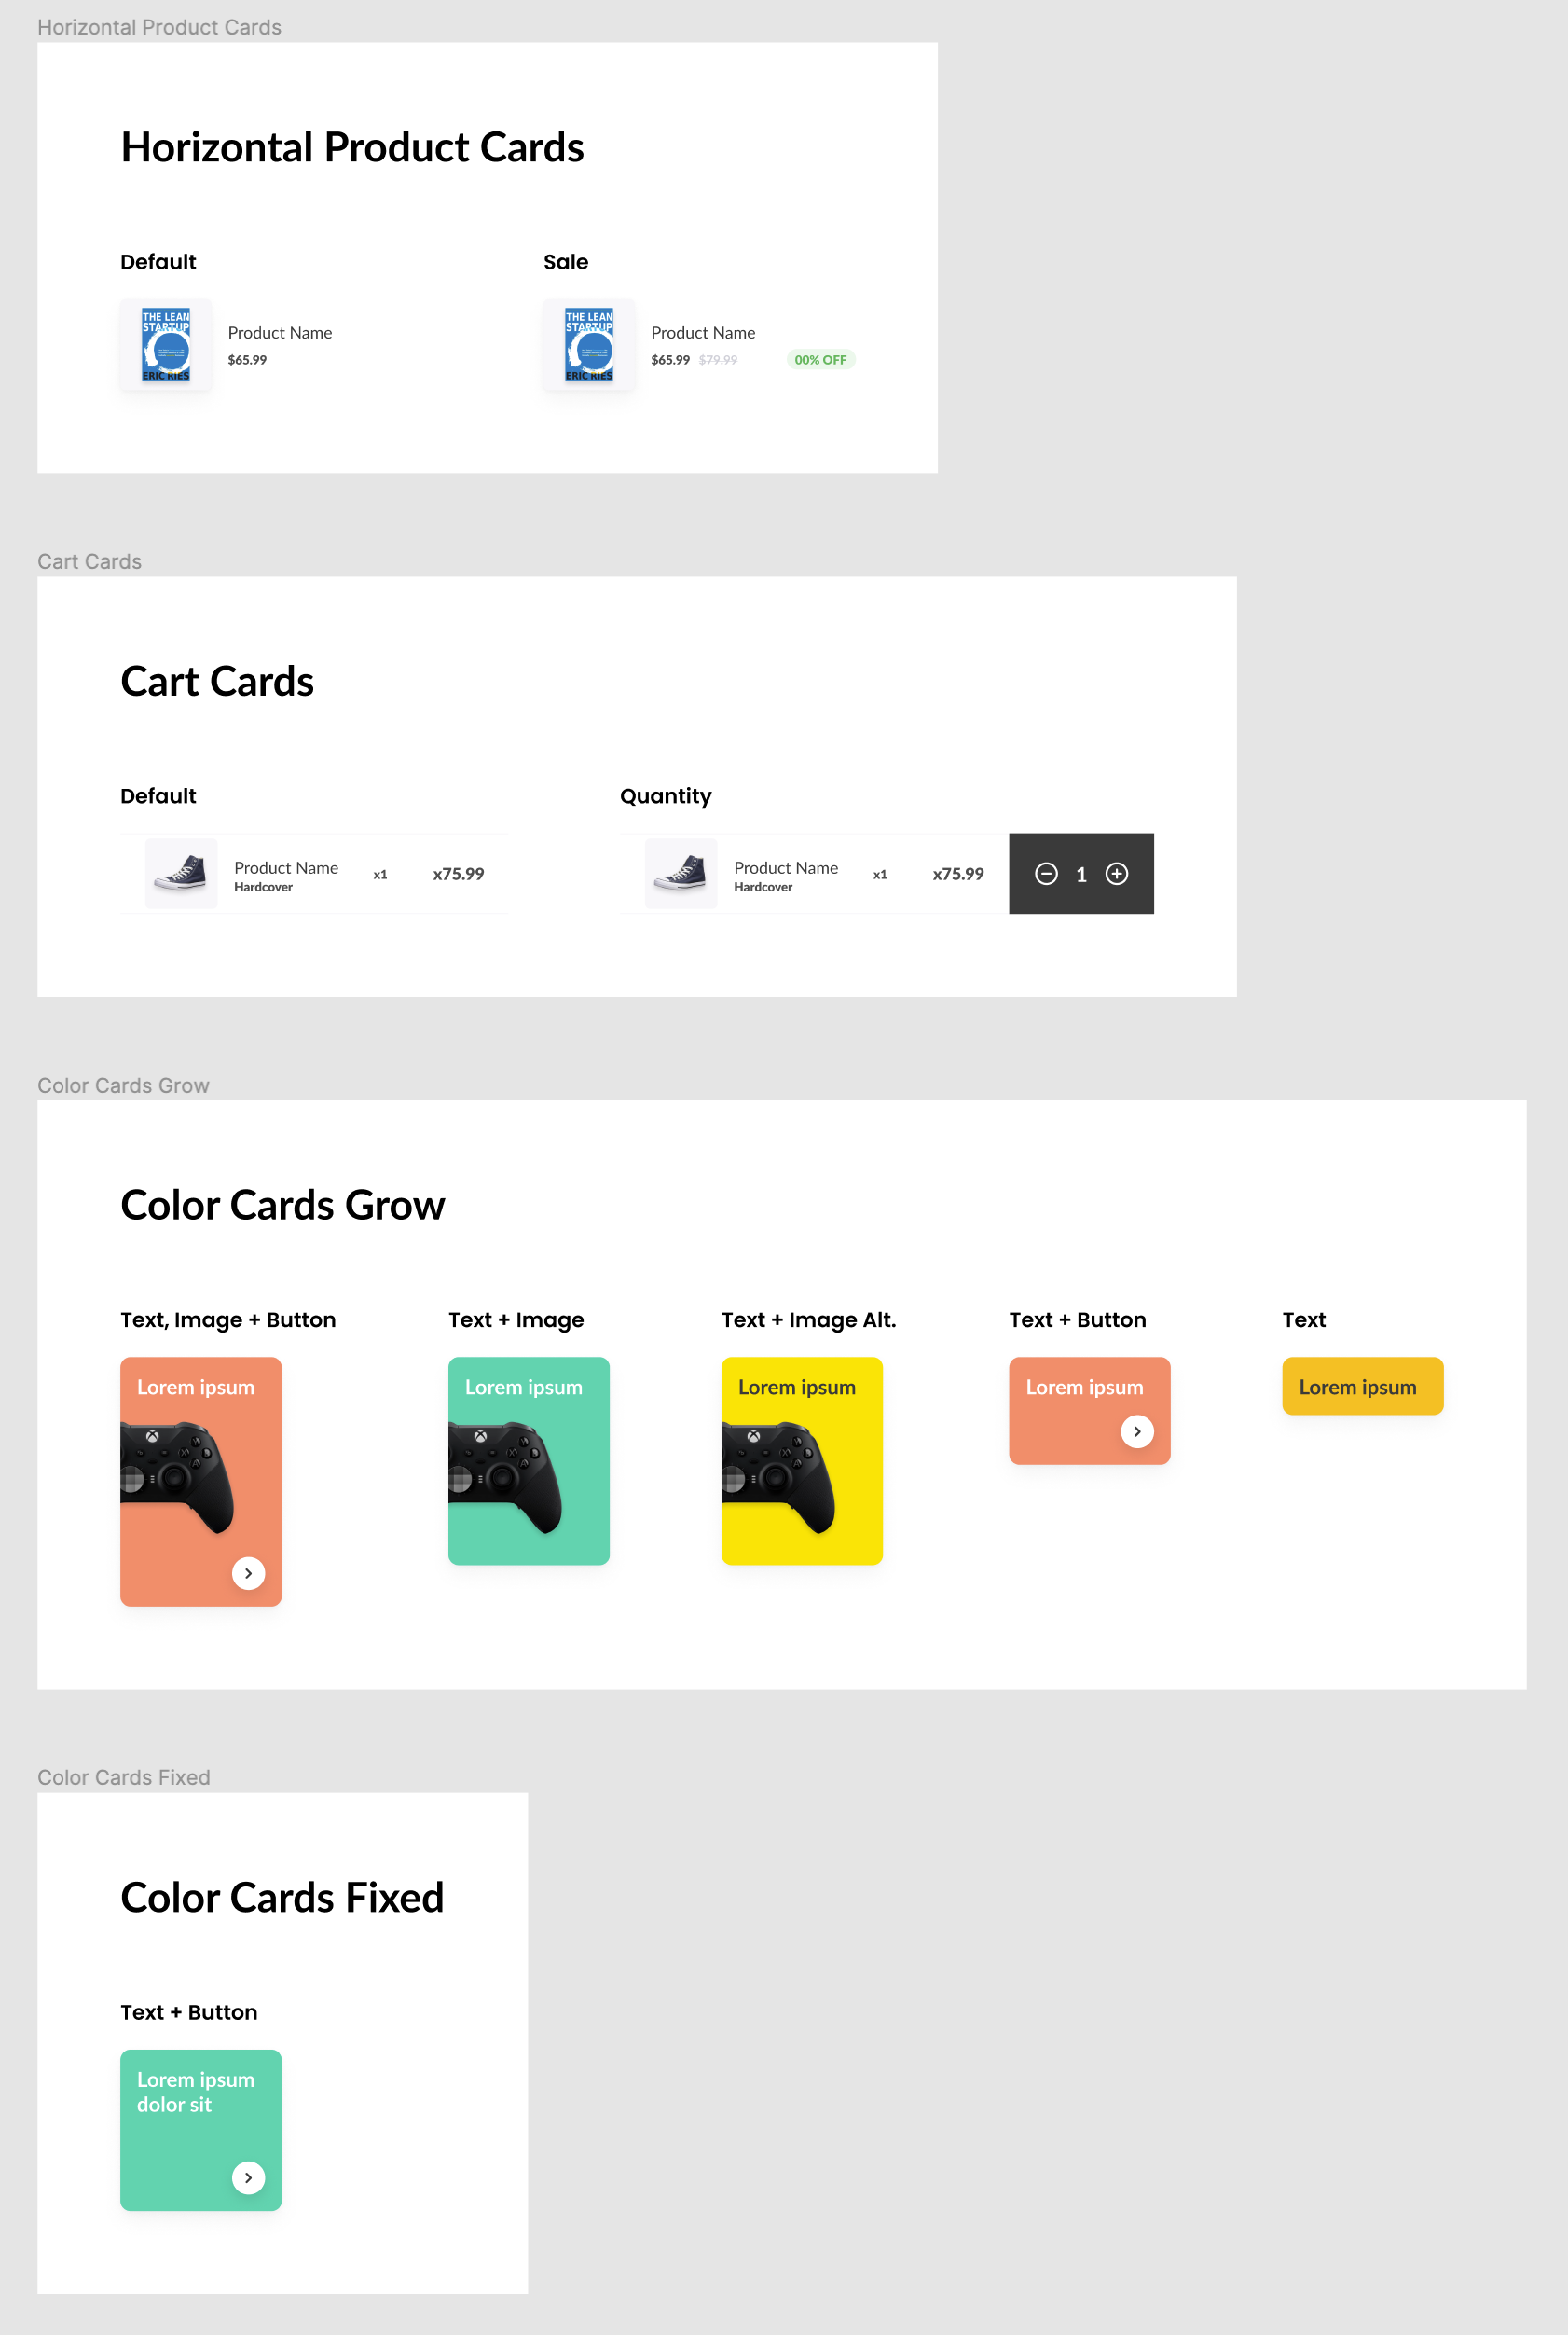 Horizontal Product Cards
Horizontal Product Cards
Default
THE LEAN
STARTUP
ERIC RIES
Product Name
$65.99
Sale
THE LEAN
STARTUP
ERIC RIES
Product Name
$65.99 $79.99
00% OFF
Cart Cards
Cart Cards
Default
Product Name
Hardcover
x1
x75.99
Quantity
Product Name
Hardcover
x1
x75.99
1
Color Cards Grow
Color Cards Grow
Text, Image + Button
Lorem ipsum
Text + Image
Lorem ipsum
Text + Image Alt.
Lorem ipsum
Text + Button
Lorem ipsum
Text
Lorem ipsum
Color Cards Fixed
Color Cards Fixed
Text + Button
Lorem ipsum
dolor sit